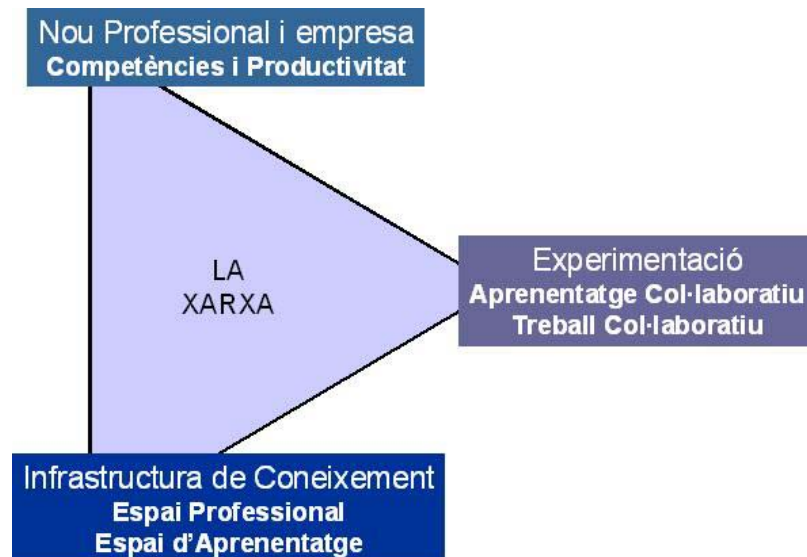 Nou Professional i empresa
Competències i Productivitat
LA
XARXA
Experimentació
Aprenentatge Col·laboratiu
Treball Col·laboratiu
Infrastructura de Coneixement
Espai Professional
Espai d'Aprenentatge